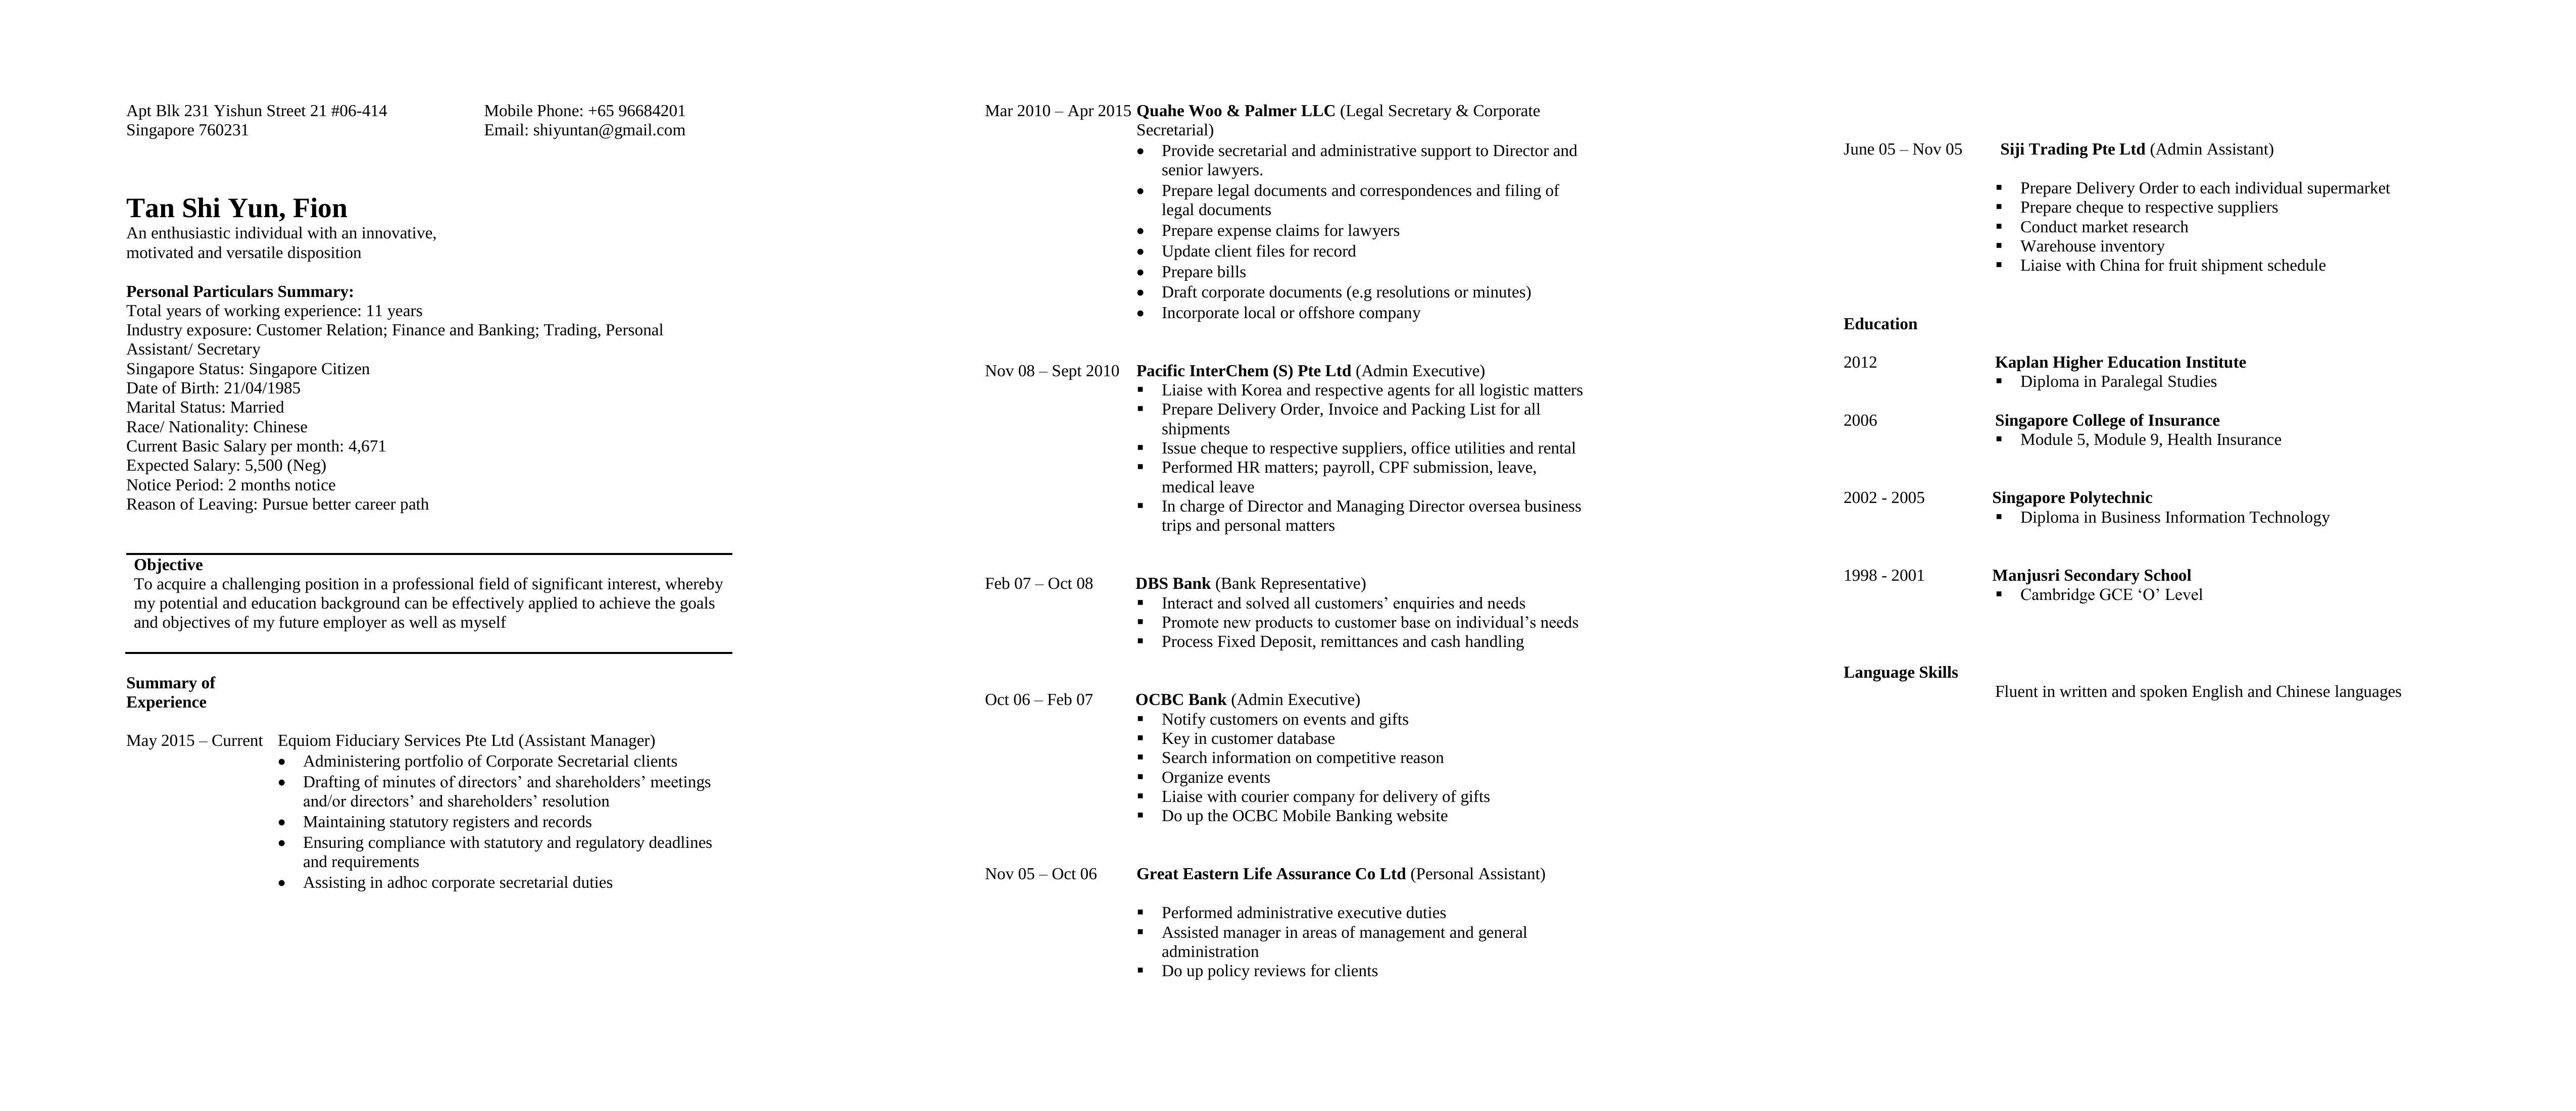 Apt Blk 231 Yishun Street 21 #06-414
Singapore 760231
Mobile Phone: +65 96684201
Email: shiyuntan@gmail.com
Tan Shi Yun, Fion
An enthusiastic individual with an innovative,
motivated and versatile disposition
Personal Particulars Summary:
Total years of working experience: 11 years
Industry exposure: Customer Relation; Finance and Banking; Trading, Personal
Assistant/ Secretary
Singapore Status: Singapore Citizen
Date of Birth: 21/04/1985
Marital Status: Married
Race/ Nationality: Chinese
Current Basic Salary per month: 4,671
Expected Salary: 5,500 (Neg)
Notice Period: 2 months notice
Reason of Leaving: Pursue better career path
Objective
To acquire a challenging position in a professional field of significant interest, whereby
my potential and education background can be effectively applied to achieve the goals
and objectives of my future employer as well as myself
Summary of
Experience
May 2015 – Current Equiom Fiduciary Services Pte Ltd (Assistant Manager)
● Administering portfolio of Corporate Secretarial clients
● Drafting of minutes of directors’ and shareholders’ meetings
and/or directors’ and shareholders’ resolution
● Maintaining statutory registers and records
● Ensuring compliance with statutory and regulatory deadlines
and requirements
● Assisting in adhoc corporate secretarial duties
Mar 2010 – Apr 2015 Quahe Woo & Palmer LLC (Legal Secretary & Corporate
Secretarial)
● Provide secretarial and administrative support to Director and
senior lawyers.
● Prepare legal documents and correspondences and filing of
legal documents
● Prepare expense claims for lawyers
● Update client files for record
● Prepare bills
● Draft corporate documents (e.g resolutions or minutes)
● Incorporate local or offshore company
Nov 08 – Sept 2010 Pacific InterChem (S) Pte Ltd (Admin Executive)
▪ Liaise with Korea and respective agents for all logistic matters
▪ Prepare Delivery Order, Invoice and Packing List for all
shipments
▪ Issue cheque to respective suppliers, office utilities and rental
▪ Performed HR matters; payroll, CPF submission, leave,
medical leave
▪ In charge of Director and Managing Director oversea business
trips and personal matters
Feb 07 – Oct 08 DBS Bank (Bank Representative)
▪ Interact and solved all customers’ enquiries and needs
▪ Promote new products to customer base on individual’s needs
▪ Process Fixed Deposit, remittances and cash handling
Oct 06 – Feb 07 OCBC Bank (Admin Executive)
▪ Notify customers on events and gifts
▪ Key in customer database
▪ Search information on competitive reason
▪ Organize events
▪ Liaise with courier company for delivery of gifts
▪ Do up the OCBC Mobile Banking website
Nov 05 – Oct 06 Great Eastern Life Assurance Co Ltd (Personal Assistant)
▪ Performed administrative executive duties
▪ Assisted manager in areas of management and general
administration
▪ Do up policy reviews for clients
June 05 – Nov 05 Siji Trading Pte Ltd (Admin Assistant)
▪ Prepare Delivery Order to each individual supermarket
▪ Prepare cheque to respective suppliers
▪ Conduct market research
▪ Warehouse inventory
▪ Liaise with China for fruit shipment schedule
Education
2012 Kaplan Higher Education Institute
▪ Diploma in Paralegal Studies
2006 Singapore College of Insurance
▪ Module 5, Module 9, Health Insurance
2002 - 2005 Singapore Polytechnic
▪ Diploma in Business Information Technology
1998 - 2001 Manjusri Secondary School
▪ Cambridge GCE ‘O’ Level
Language Skills
Fluent in written and spoken English and Chinese languages